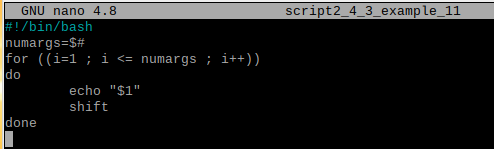 GNU nano 4.8 script2_4_3_example_11
#!/bin/bash
numargs=$#
for ((i=1 ; i <= numargs ; i++))
do
        echo "$1"
        shift
done